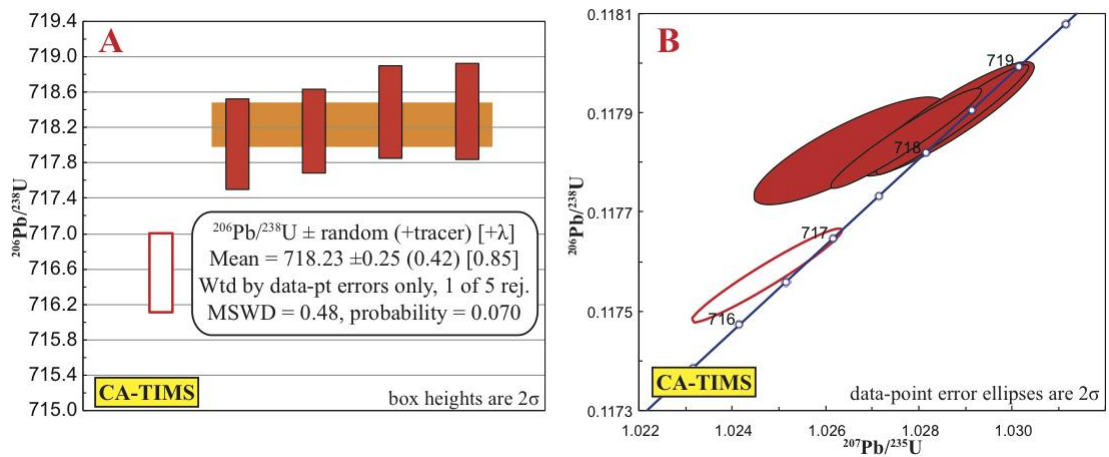 A
719.4
719.0
718.6
718.2
717.8
717.4
717.0
716.6
716.2
715.8
715.4
715.0
²⁰⁶Pb/²³⁸U
²⁰⁶Pb/²³⁸U ± random (+tracer) [+λ]
Mean = 718.23 ±0.25 (0.42) [0.85]
Wtd by data-pt errors only, 1 of 5 rej.
MSWD = 0.48, probability = 0.070
CA-TIMS
box heights are 2σ
B
0.1181
0.1179
0.1177
0.1175
0.1173
²⁰⁶Pb/²³⁸U
719
718
717
716
CA-TIMS
data-point error ellipses are 2σ
1.022
1.024
1.026
1.028
1.030
²⁰⁷Pb/²³⁵U